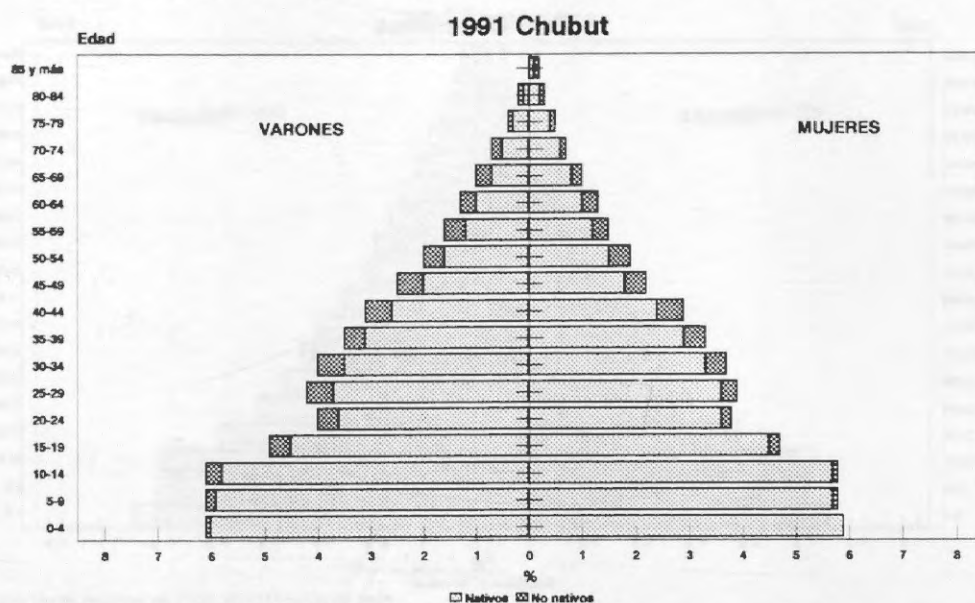 1991 Chubut
Edad
VARONES
MUJERES
85 y más
80-84
75-79
70-74
65-69
60-64
55-59
50-54
45-49
40-44
35-39
30-34
25-29
20-24
15-19
10-14
5-9
0-4
8 7 6 5 4 3 2 1 0 1 2 3 4 5 6 7 8
%
Nativos No nativos